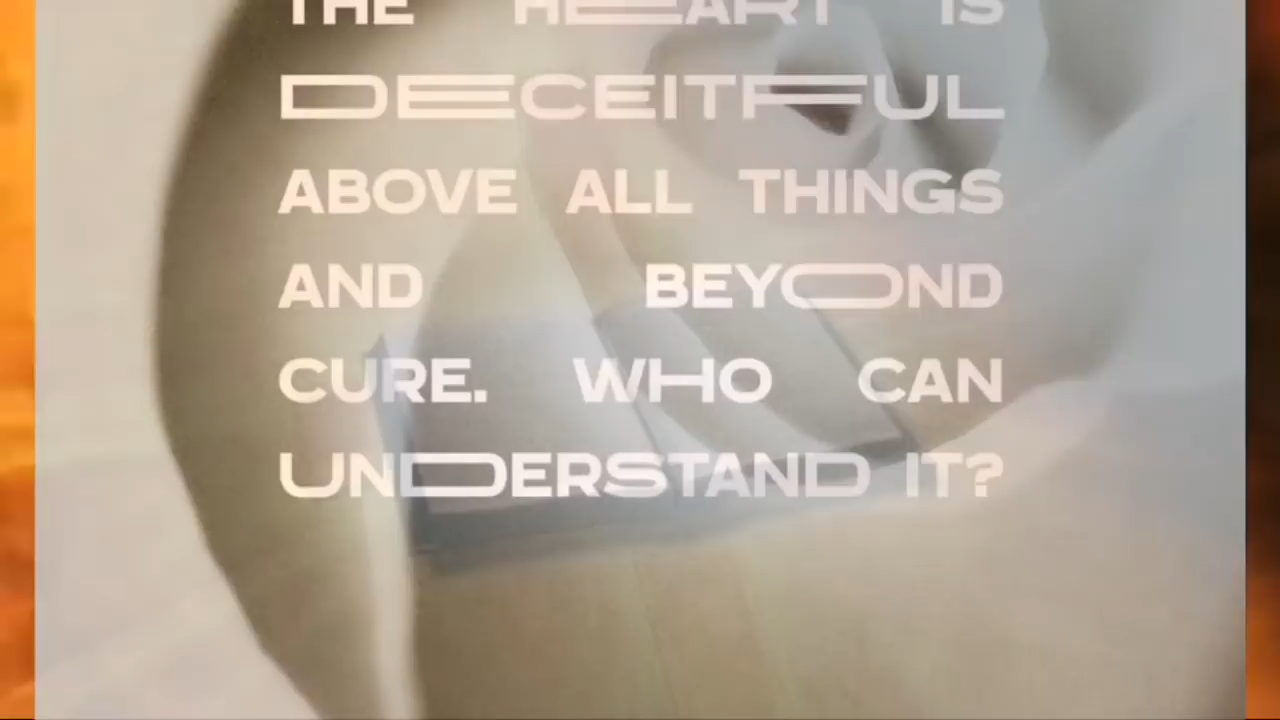 THE HEART IS
DECEITFUL
ABOVE ALL THINGS
AND BEYOND
CURE. WHO CAN
UNDERSTAND IT?